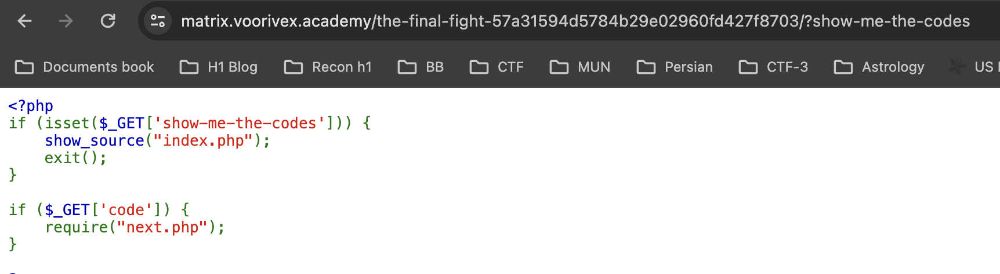 matrix.voorivex.academy/the-final-fight-57a31594d5784b29e02960fd427f8703/?show-me-the-codes
Documents book H1 Blog Recon h1 BB CTF MUN Persian CTF-3 Astrology US
<?php
if (isset($_GET['show-me-the-codes'])) {
    show_source("index.php");
    exit();
}
if ($_GET['code']) {
    require("next.php");
}